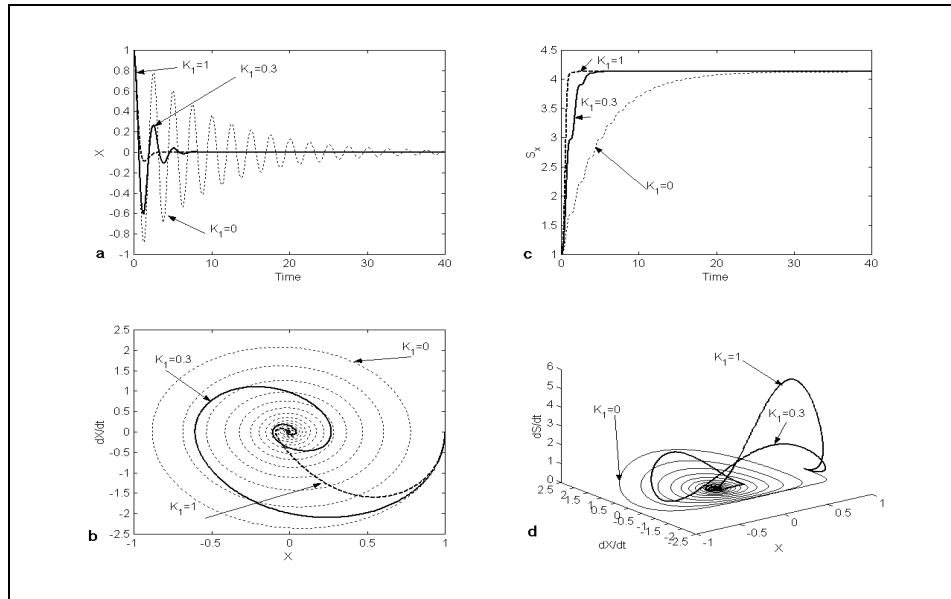 1
0.8
0.6
0.4
0.2
0
-0.2
-0.4
-0.6
-0.8
-1
X
K1=1
K1=0.3
K1=0
0 10 20 30 40
Time
a
4.5
4
3.5
3
2.5
2
1.5
1
Sx
K1=1
K1=0.3
K1=0
0 10 20 30 40
Time
c
2.5
2
1.5
1
0.5
0
-0.5
-1
-1.5
-2
-2.5
dX/dt
K1=0
K1=0.3
K1=1
-1 -0.5 0 0.5 1
X
b
6
5
4
3
2
1
0
dS/dt
K1=1
K1=0.3
K1=0
2.5 2 1.5 1 0.5 0 -0.5 -1 -1.5 -2 -2.5
dX/dt
-1 -0.5 0 0.5 1
X
d